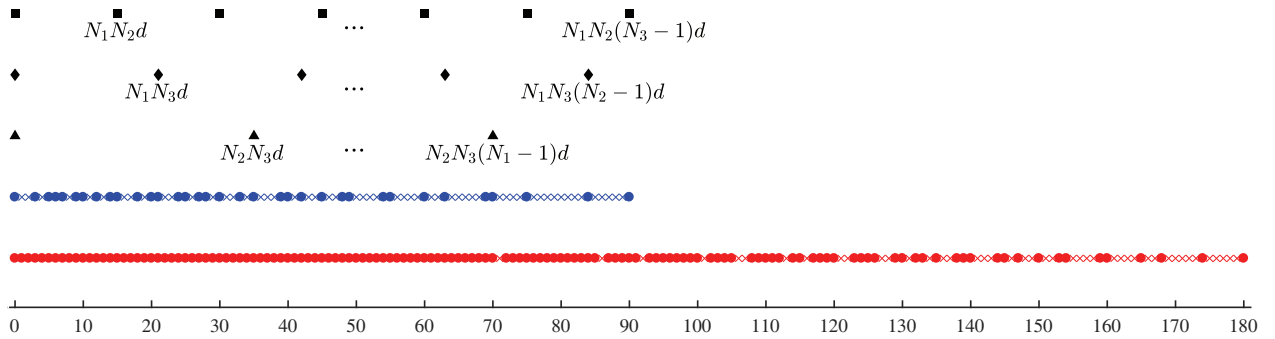 $N_1N_2d$ ... $N_1N_2(N_3-1)d$
$N_1N_3d$ ... $N_1N_3(N_2-1)d$
$N_2N_3d$ ... $N_2N_3(N_1-1)d$
0 10 20 30 40 50 60 70 80 90 100 110 120 130 140 150 160 170 180